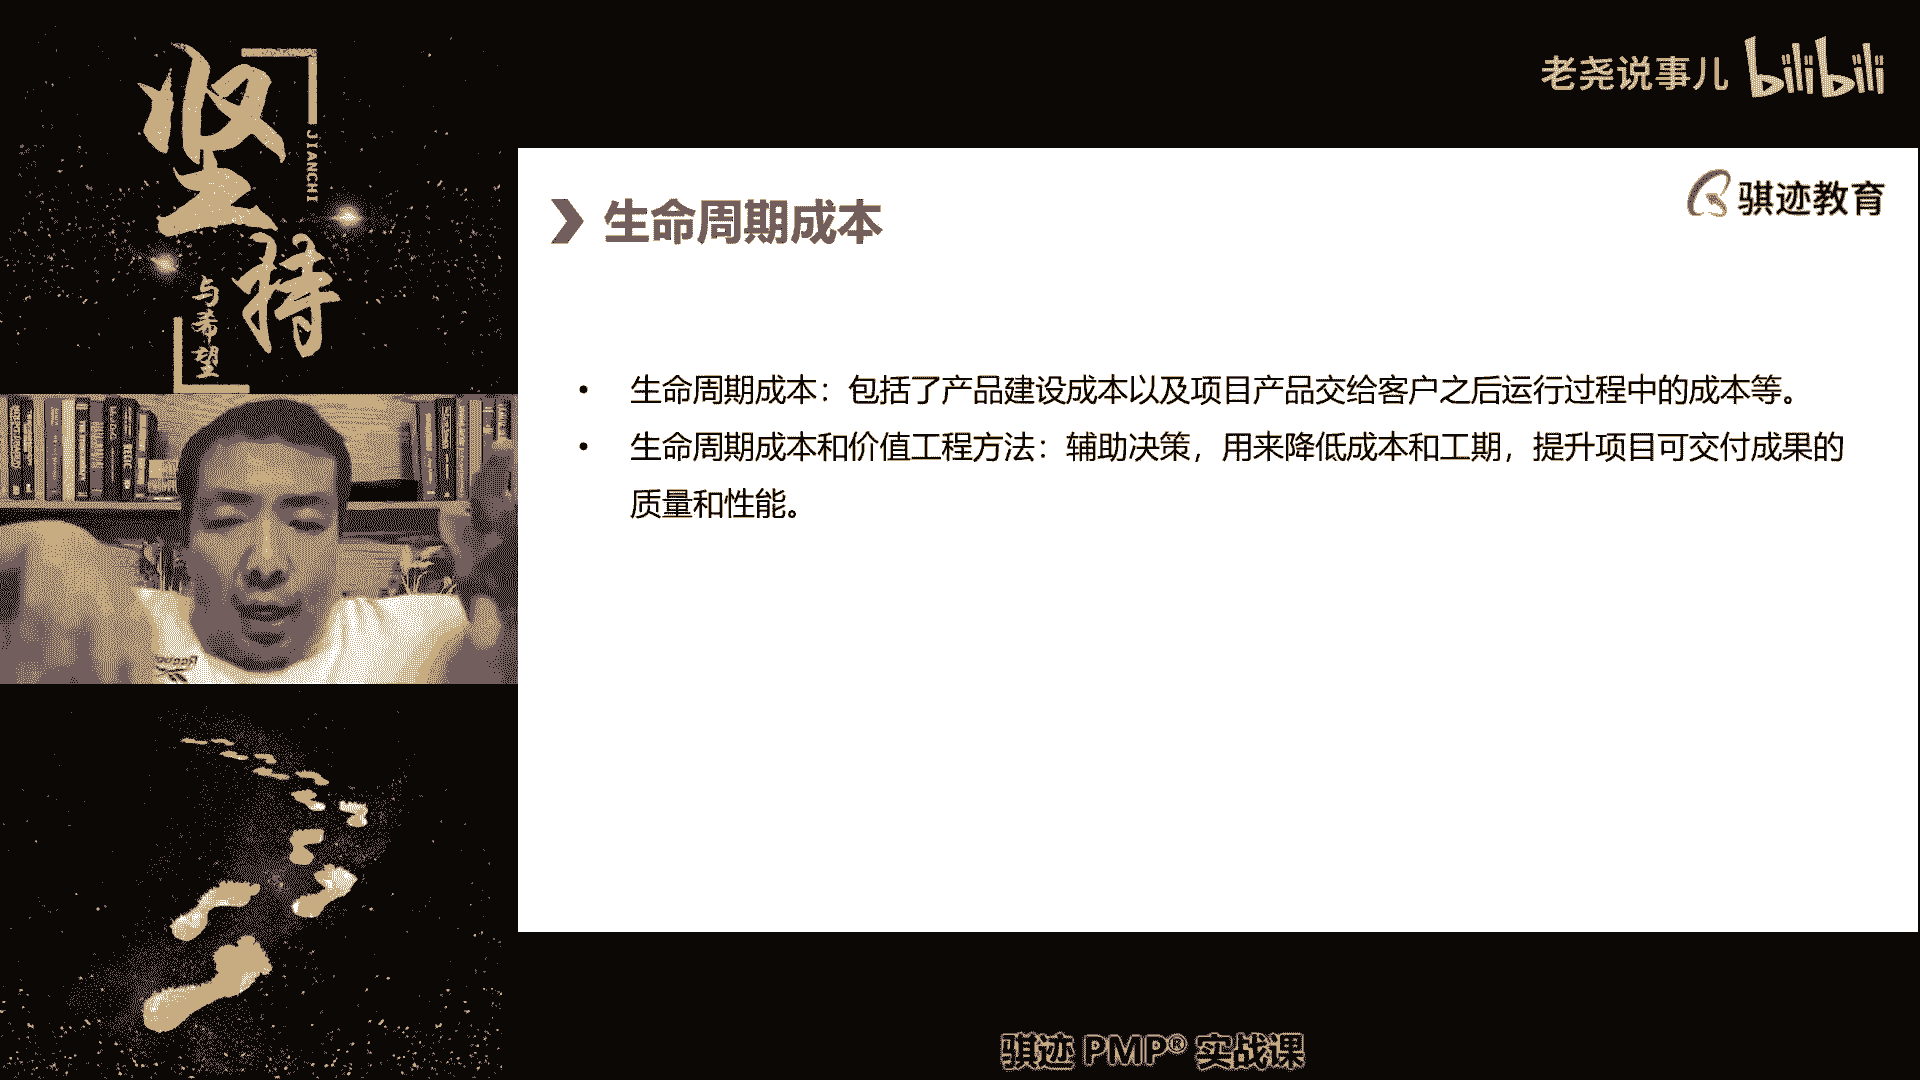 坚持
JIANCHI
与希望
老尧说事儿 bilibili
骐迹教育
生命周期成本
• 生命周期成本：包括了产品建设成本以及项目产品交给客户之后运行过程中的成本等。
• 生命周期成本和价值工程方法：辅助决策，用来降低成本和工期，提升项目可交付成果的
质量和性能。
骐迹 PMP® 实战课